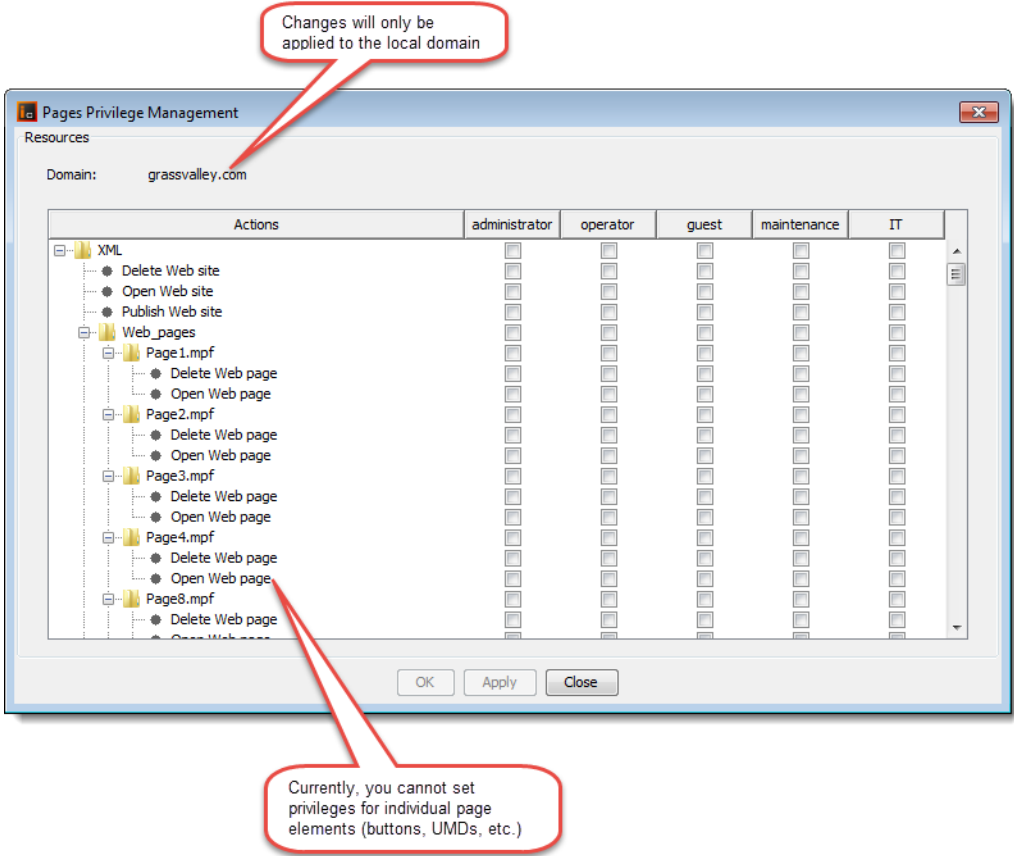 Changes will only be
applied to the local domain
Pages Privilege Management
Resources
Domain: grassvalley.com
Actions administrator operator guest maintenance IT
XML
Delete Web site
Open Web site
Publish Web site
Web_pages
Page1.mpf
Delete Web page
Open Web page
Page2.mpf
Delete Web page
Open Web page
Page3.mpf
Delete Web page
Open Web page
Page4.mpf
Delete Web page
Open Web page
Page8.mpf
Delete Web page
Open Web page
OK Apply Close
Currently, you cannot set
privileges for individual page
elements (buttons, UMDs, etc.)